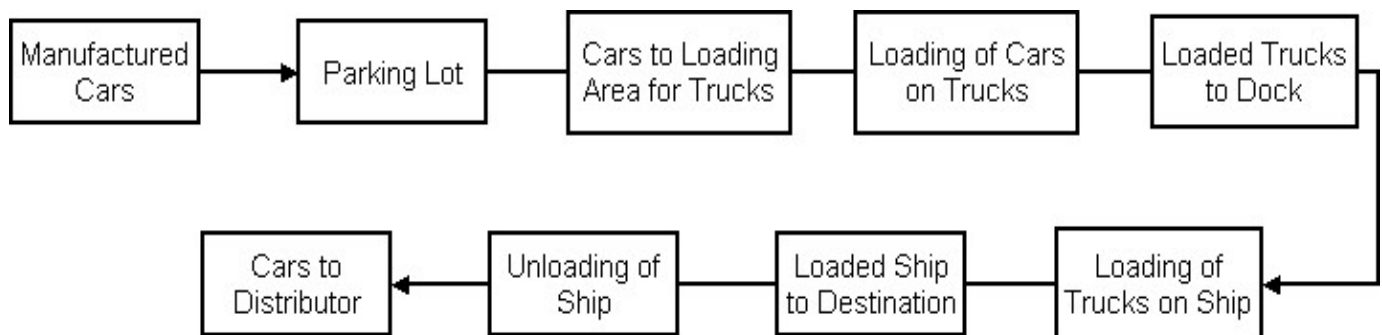 Manufactured
Cars
Parking Lot
Cars to Loading
Area for Trucks
Loading of Cars
on Trucks
Loaded Trucks
to Dock
Loading of
Trucks on Ship
Loaded Ship
to Destination
Unloading of
Ship
Cars to
Distributor